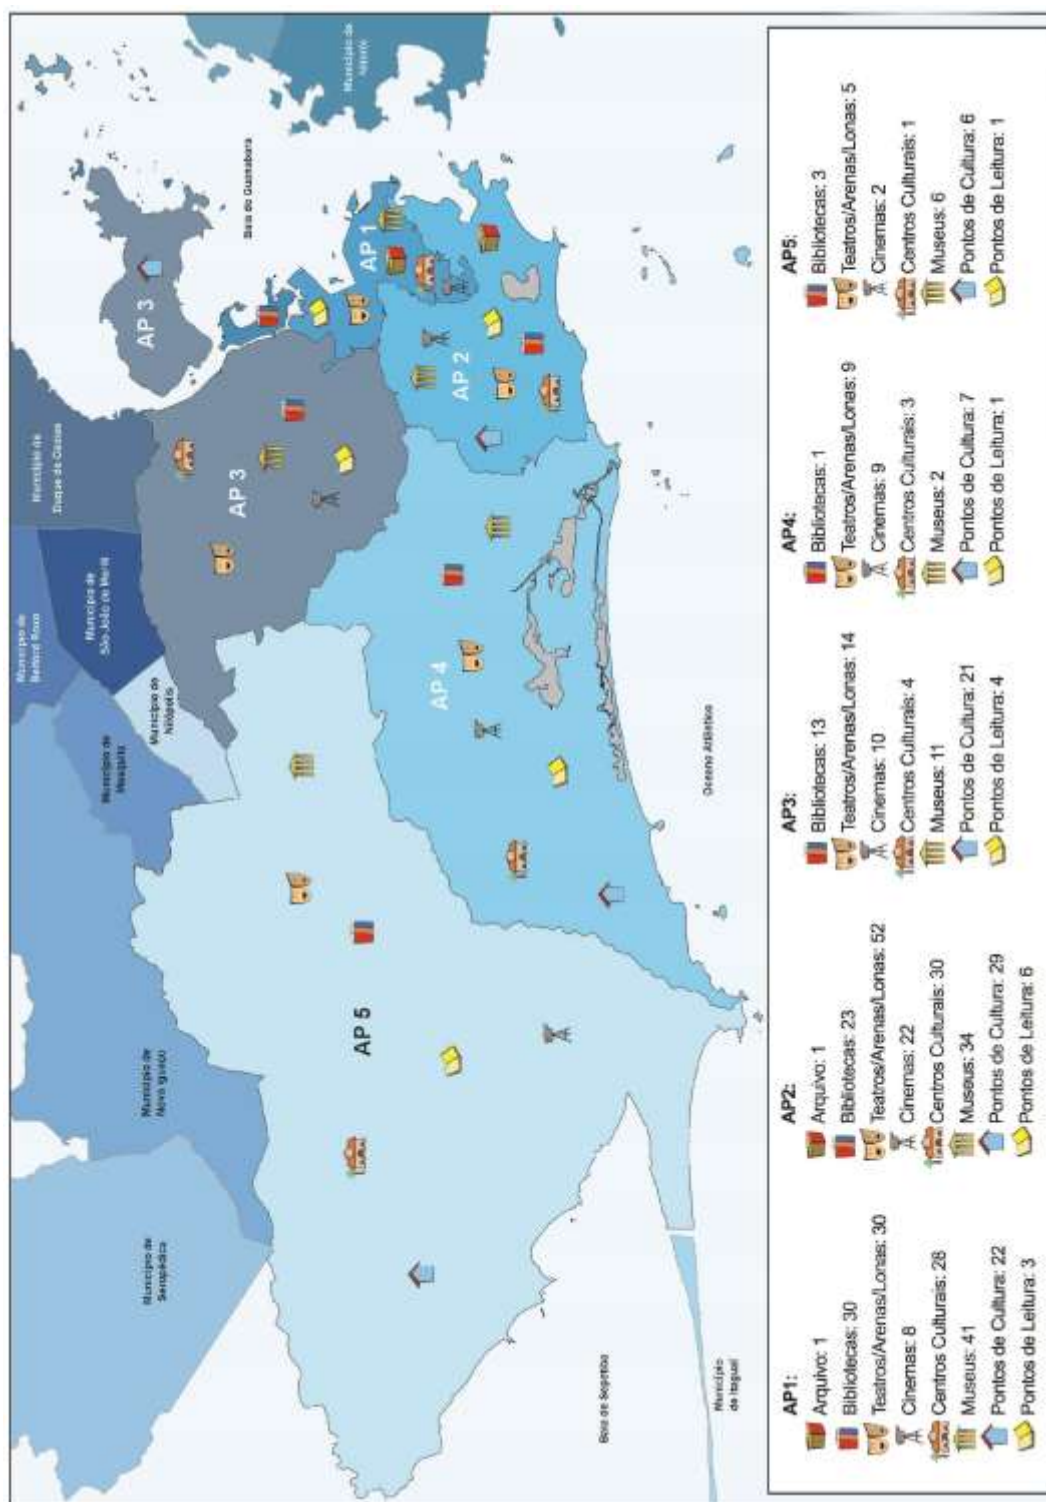 Município de
Seropédica
Município de
Nova Iguaçu
Município de
Mesquita
Município de
Nilópolis
Município de
Belford Roxo
Município de
São João de Meriti
Município de
Duque de Caxias
Município de
Niterói
Baía de Guanabara
AP 3
AP 3
AP 1
AP 2
AP 4
AP 5
Oceano Atlântico
Baía de Sepetiba
Município
de Itaguaí
AP1:
Arquivo: 1
Bibliotecas: 30
Teatros/Arenas/Lonas: 30
Cinemas: 8
Centros Culturais: 28
Museus: 41
Pontos de Cultura: 22
Pontos de Leitura: 3
AP2:
Arquivo: 1
Bibliotecas: 23
Teatros/Arenas/Lonas: 52
Cinemas: 22
Centros Culturais: 30
Museus: 34
Pontos de Cultura: 29
Pontos de Leitura: 6
AP3:
Bibliotecas: 13
Teatros/Arenas/Lonas: 14
Cinemas: 10
Centros Culturais: 4
Museus: 11
Pontos de Cultura: 21
Pontos de Leitura: 4
AP4:
Bibliotecas: 1
Teatros/Arenas/Lonas: 9
Cinemas: 9
Centros Culturais: 3
Museus: 2
Pontos de Cultura: 7
Pontos de Leitura: 1
AP5:
Bibliotecas: 3
Teatros/Arenas/Lonas: 5
Cinemas: 2
Centros Culturais: 1
Museus: 6
Pontos de Cultura: 6
Pontos de Leitura: 1